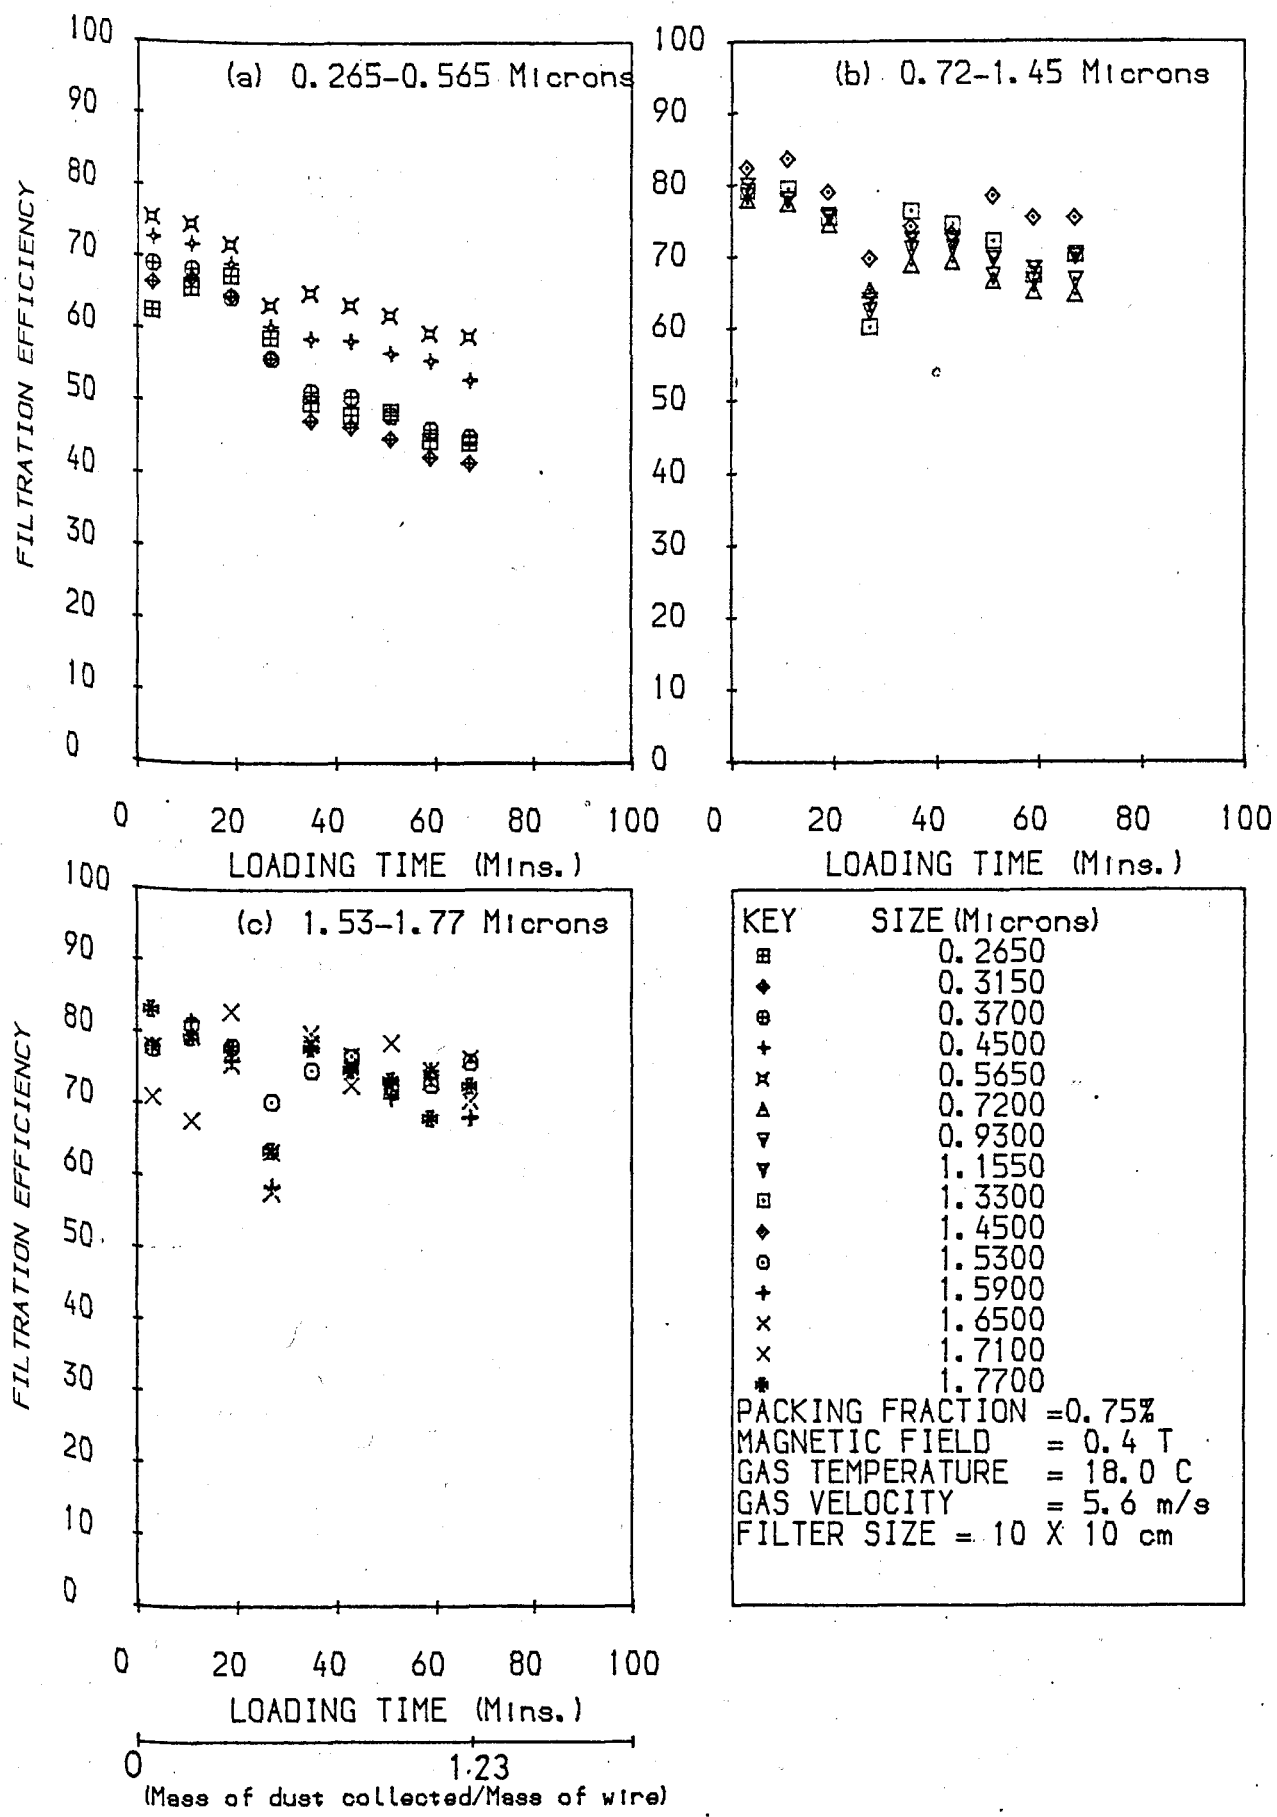 (a) 0.265-0.565 Microns
100
90
80
70
60
50
40
30
20
10
0
FILTRATION EFFICIENCY
0 20 40 60 80 100
LOADING TIME (Mins.)
(b) 0.72-1.45 Microns
100
90
80
70
60
50
40
30
20
10
0
0 20 40 60 80 100
LOADING TIME (Mins.)
(c) 1.53-1.77 Microns
100
90
80
70
60
50
40
30
20
10
0
FILTRATION EFFICIENCY
0 20 40 60 80 100
LOADING TIME (Mins.)
0 1.23
(Mass of dust collected/Mass of wire)
KEY SIZE (Microns)
0.2650
0.3150
0.3700
0.4500
0.5650
0.7200
0.9300
1.1550
1.3300
1.4500
1.5300
1.5900
1.6500
1.7100
1.7700
PACKING FRACTION =0.75%
MAGNETIC FIELD = 0.4 T
GAS TEMPERATURE = 18.0 C
GAS VELOCITY = 5.6 m/s
FILTER SIZE = 10 X 10 cm